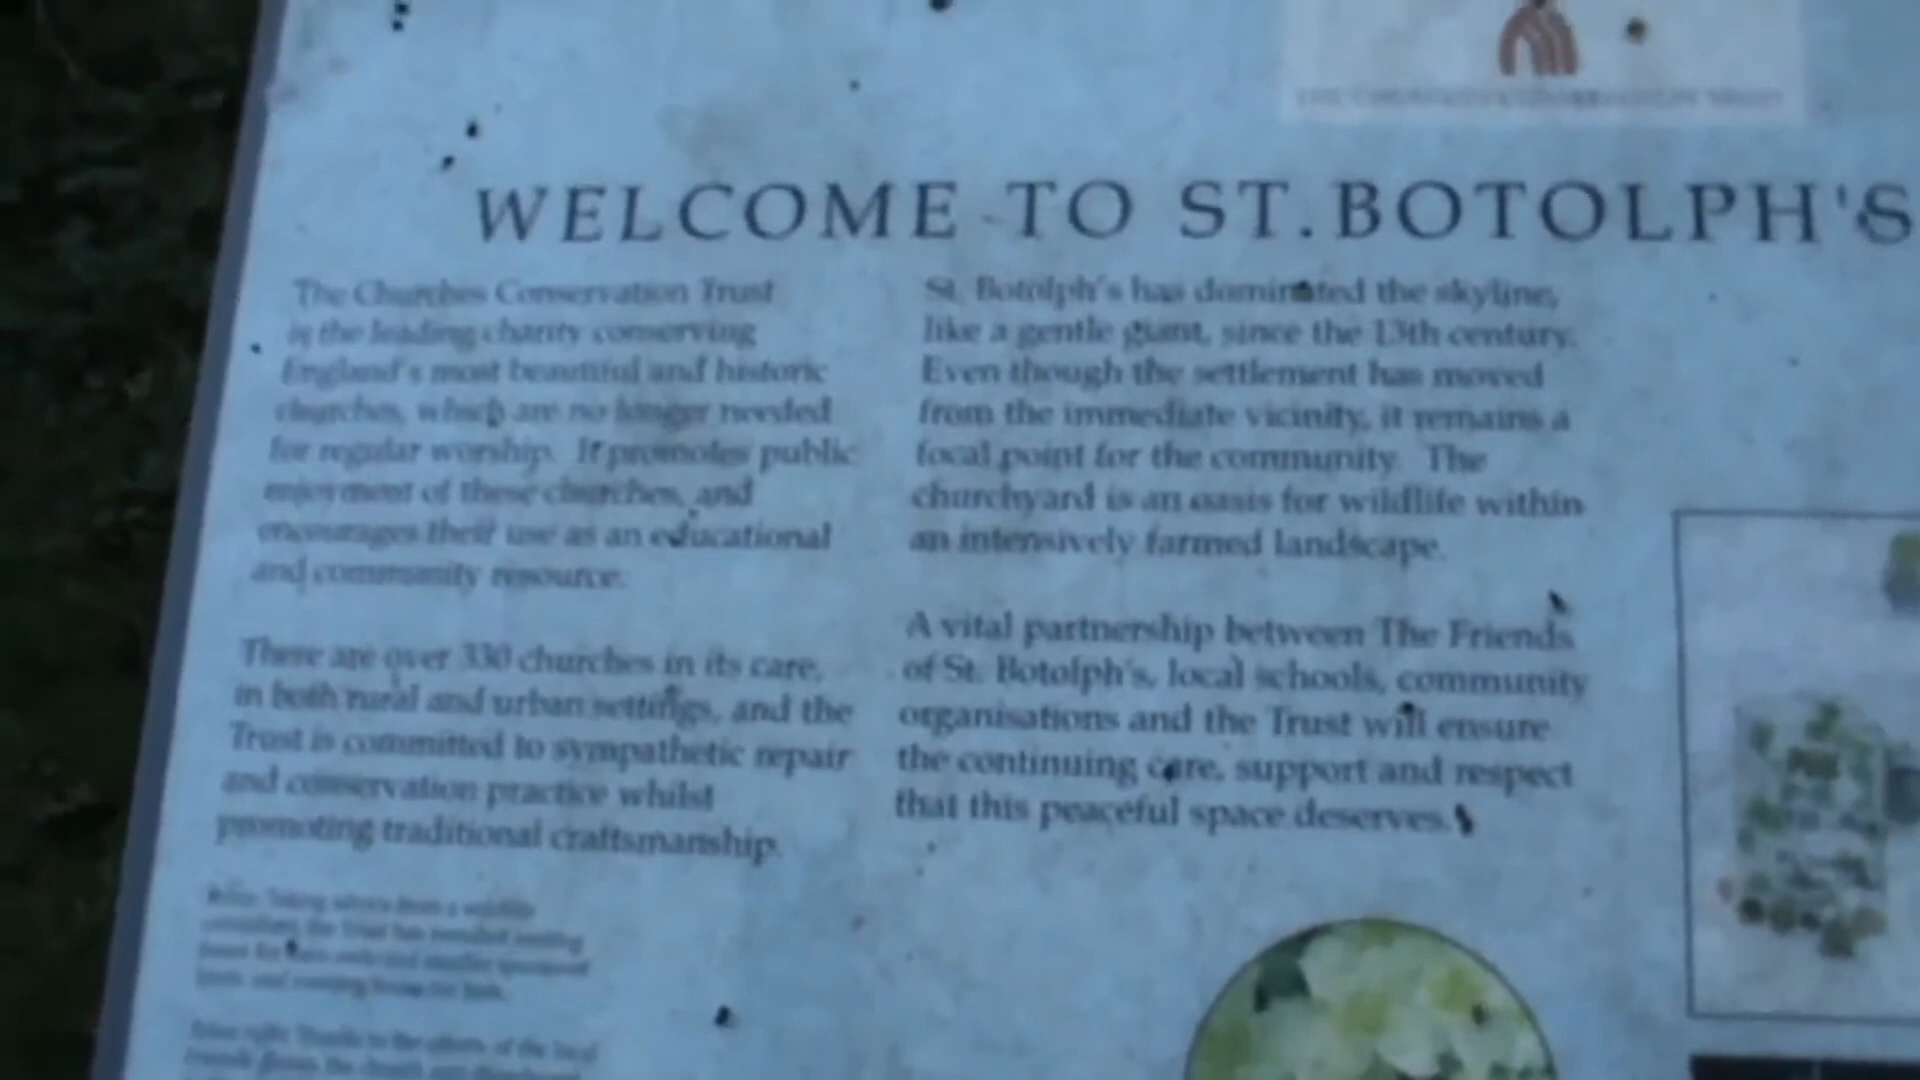 THE CHURCHES CONSERVATION TRUST
WELCOME TO ST. BOTOLPH'S
The Churches Conservation Trust
is the leading charity conserving
England's most beautiful and historic
churches, which are no longer needed
for regular worship. It promotes public
enjoyment of these churches, and
encourages their use as an educational
and community resource.
There are over 330 churches in its care,
in both rural and urban settings, and the
Trust is committed to sympathetic repair
and conservation practice whilst
promoting traditional craftsmanship.
St. Botolph's has dominated the skyline,
like a gentle giant, since the 13th century.
Even though the settlement has moved
from the immediate vicinity, it remains a
focal point for the community. The
churchyard is an oasis for wildlife within
an intensively farmed landscape.
A vital partnership between The Friends
of St. Botolph's, local schools, community
organisations and the Trust will ensure
the continuing care, support and respect
that this peaceful space deserves.